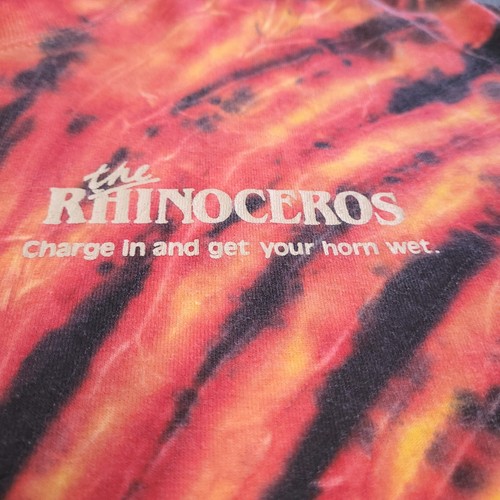 the
RHINOCEROS
Charge in and get your horn wet.